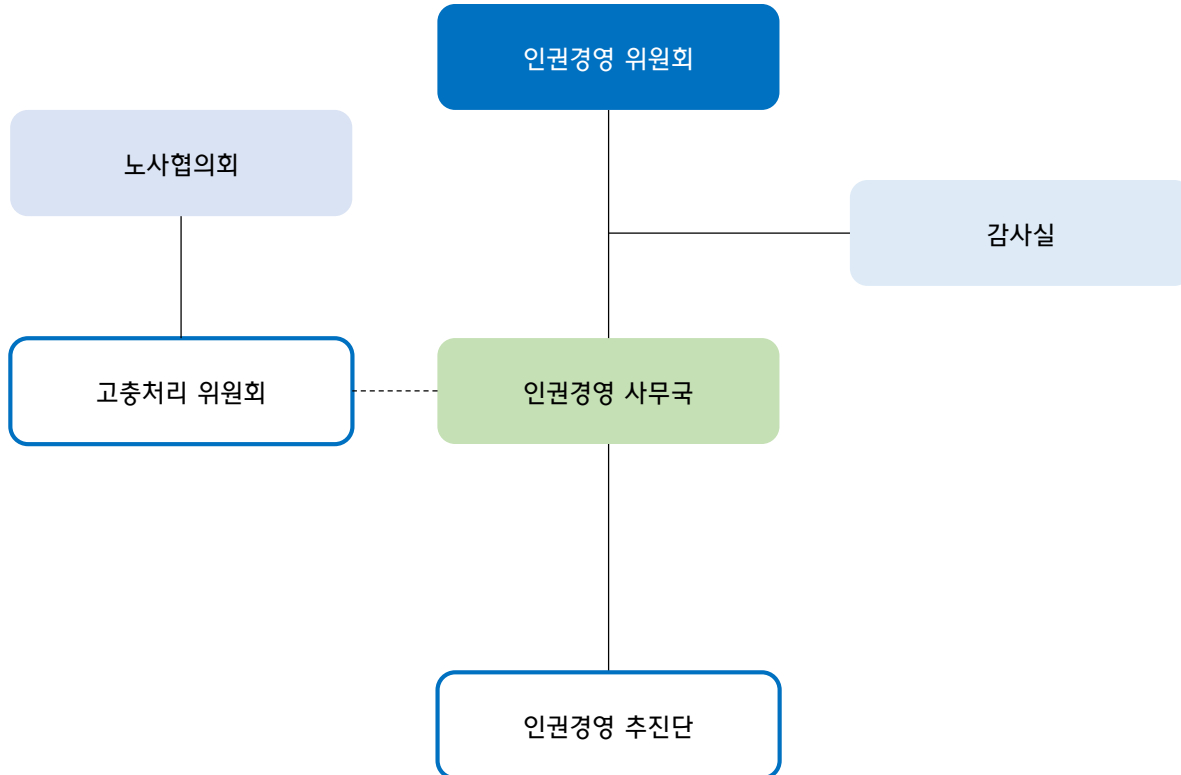 인권경영 위원회
노사협의회
감사실
고충처리 위원회
인권경영 사무국
인권경영 추진단